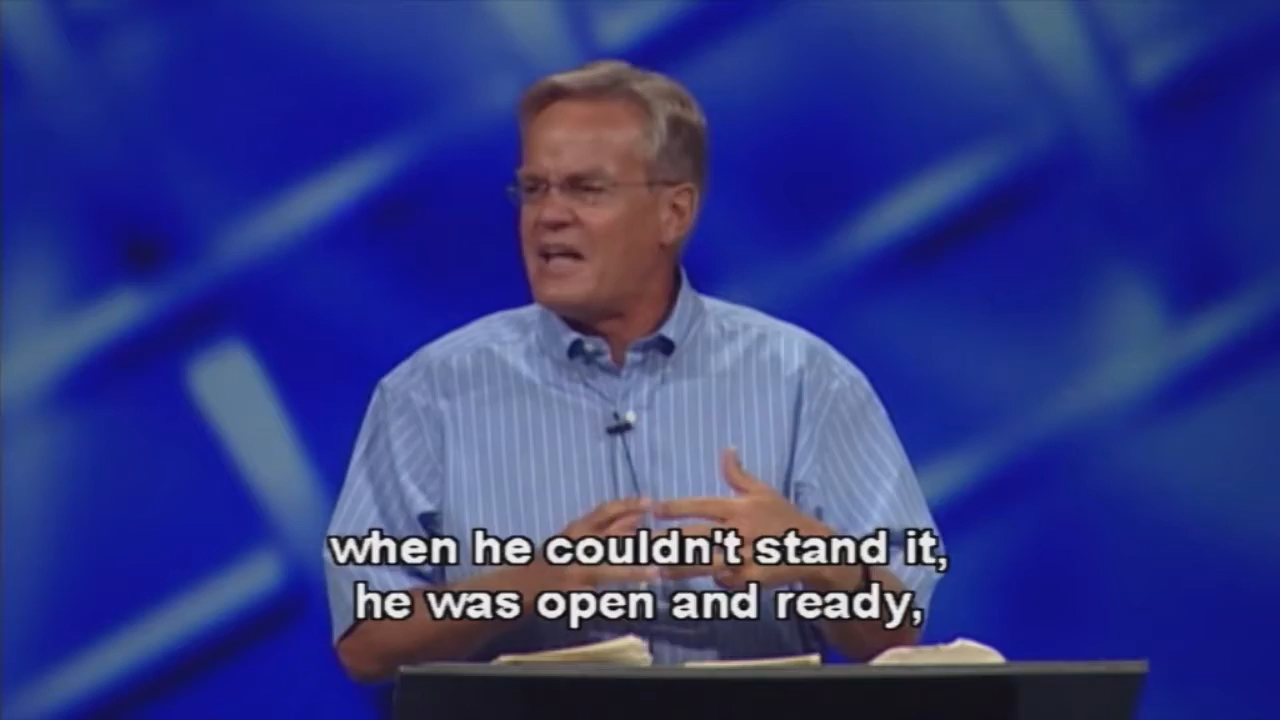 when he couldn't stand it,
he was open and ready,